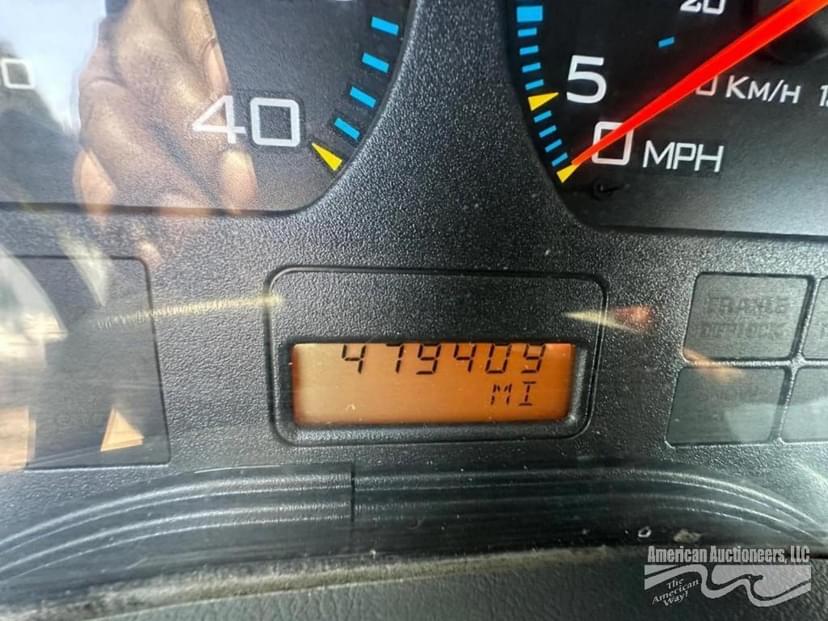 20
5
40
KM/H
0 MPH
479409
MI
American Auctioneers, LLC
The
American
Way!